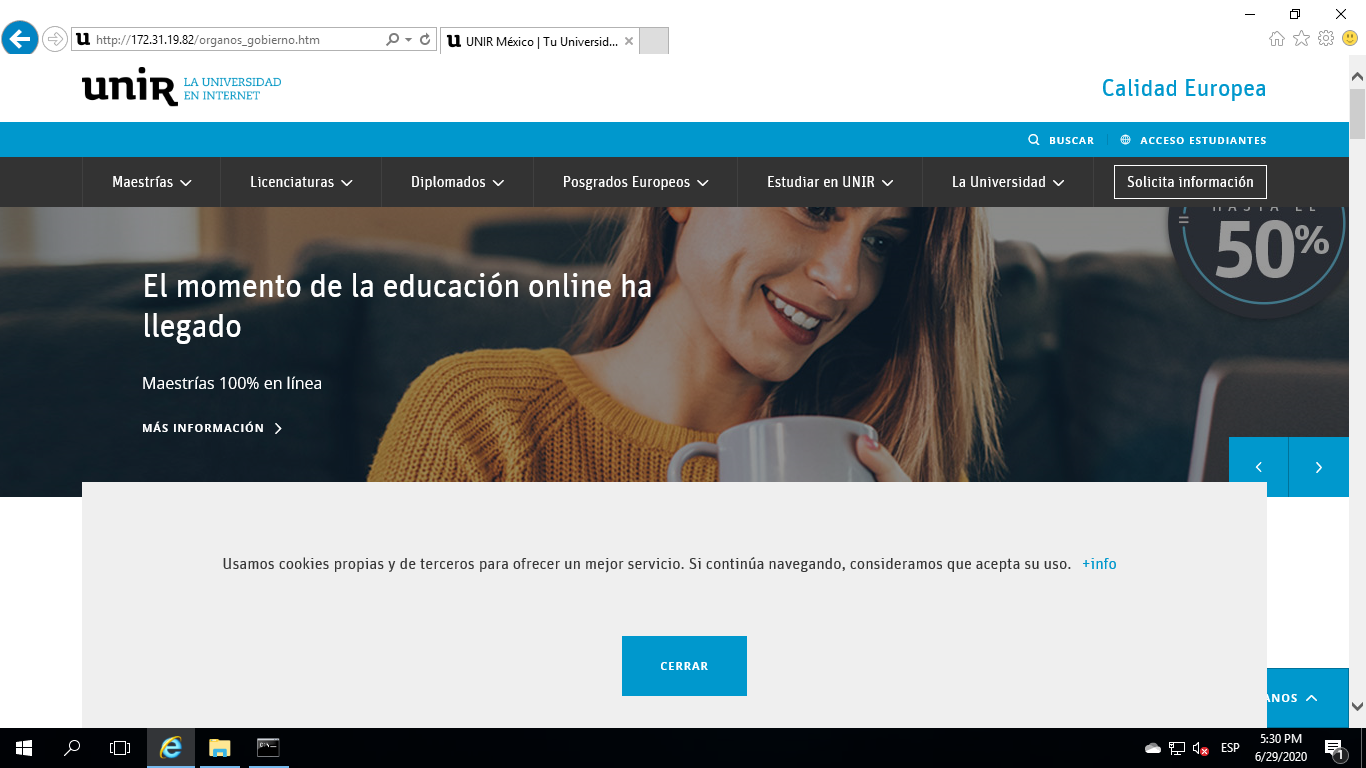 http://172.31.19.82/organos_gobierno.htm
UNIR México | Tu Universid...
unir LA UNIVERSIDAD
EN INTERNET
Calidad Europea
BUSCAR
ACCESO ESTUDIANTES
Maestrías
Licenciaturas
Diplomados
Posgrados Europeos
Estudiar en UNIR
La Universidad
Solicita información
HASTA EL
= 50%
El momento de la educación online ha
llegado
Maestrías 100% en línea
MÁS INFORMACIÓN
Usamos cookies propias y de terceros para ofrecer un mejor servicio. Si continúa navegando, consideramos que acepta su uso. +info
CERRAR
ANOS
ESP
5:30 PM
6/29/2020
1